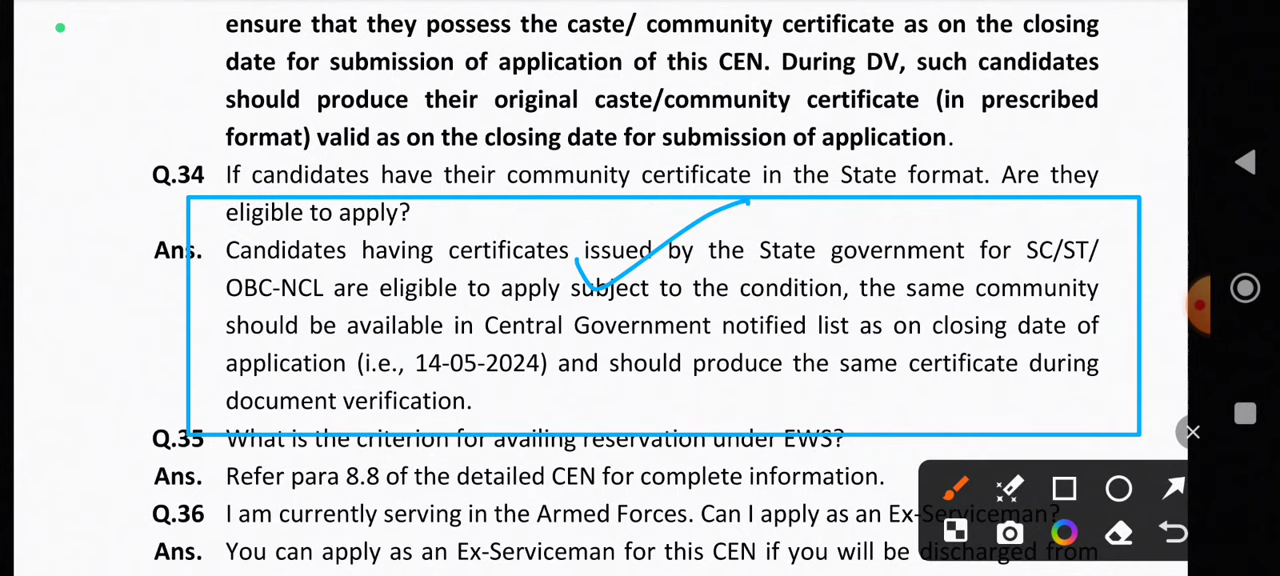 ensure that they possess the caste/ community certificate as on the closing
date for submission of application of this CEN. During DV, such candidates
should produce their original caste/community certificate (in prescribed
format) valid as on the closing date for submission of application.
Q.34 If candidates have their community certificate in the State format. Are they
eligible to apply?
Ans. Candidates having certificates issued by the State government for SC/ST/
OBC-NCL are eligible to apply subject to the condition, the same community
should be available in Central Government notified list as on closing date of
application (i.e., 14-05-2024) and should produce the same certificate during
document verification.
Q.35 What is the criterion for availing reservation under EWS?
Ans. Refer para 8.8 of the detailed CEN for complete information.
Q.36 I am currently serving in the Armed Forces. Can I apply as an Ex-Serviceman?
Ans. You can apply as an Ex-Serviceman for this CEN if you will be discharged from